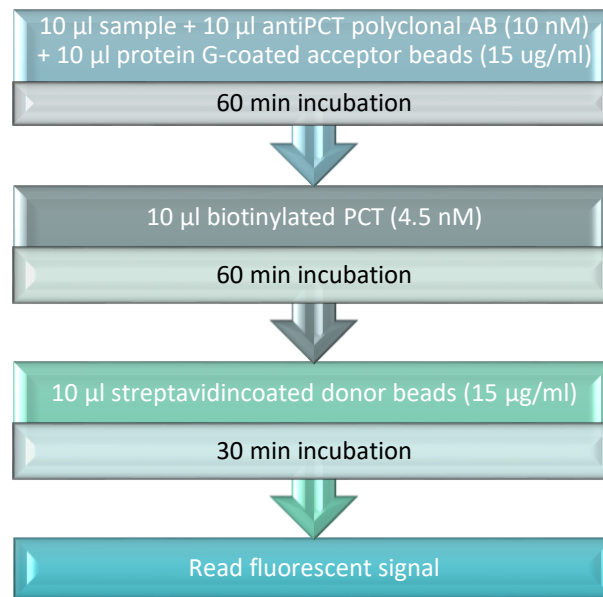 10 µl sample + 10 µl antiPCT polyclonal AB (10 nM)
+ 10 µl protein G-coated acceptor beads (15 ug/ml)
60 min incubation
10 µl biotinylated PCT (4.5 nM)
60 min incubation
10 µl streptavidincoated donor beads (15 µg/ml)
30 min incubation
Read fluorescent signal